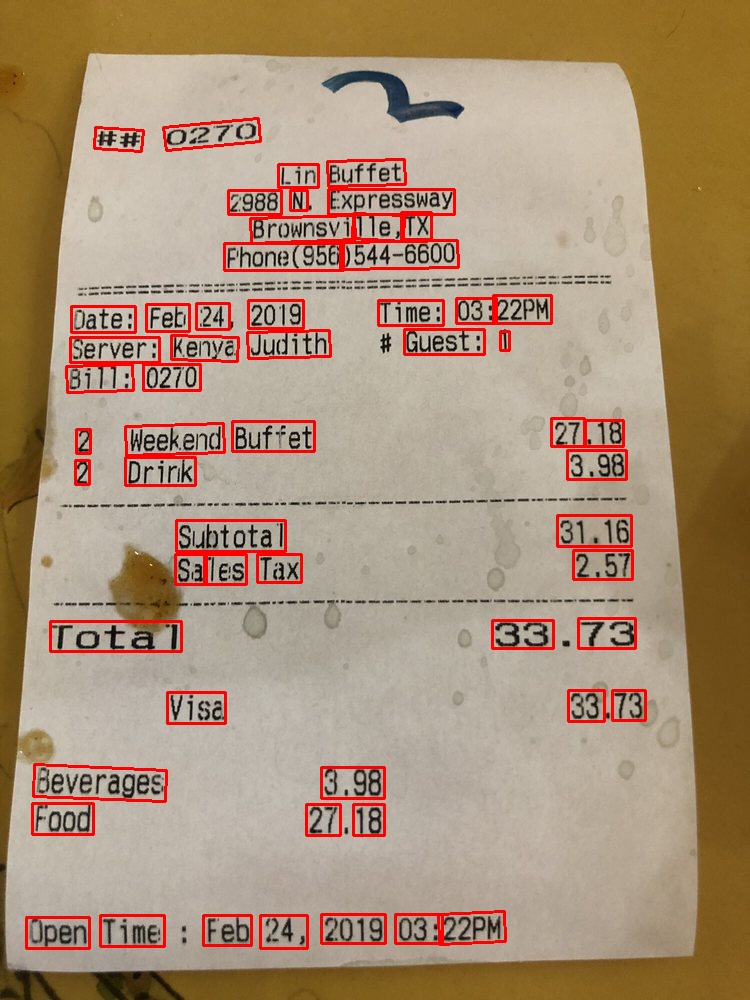 2
## 0270
Lin Buffet
2988 N. Expressway
Brownsville,TX
Phone(956)544-6600
Date: Feb 24, 2019 Time: 03:22PM
Server: Kenya Judith # Guest: 1
Bill: 0270
2 Weekend Buffet 27.18
2 Drink 3.98
Subtotal 31.16
Sales Tax 2.57
Total 33.73
Visa 33.73
Beverages 3.98
Food 27.18
Open Time : Feb 24, 2019 03:22PM